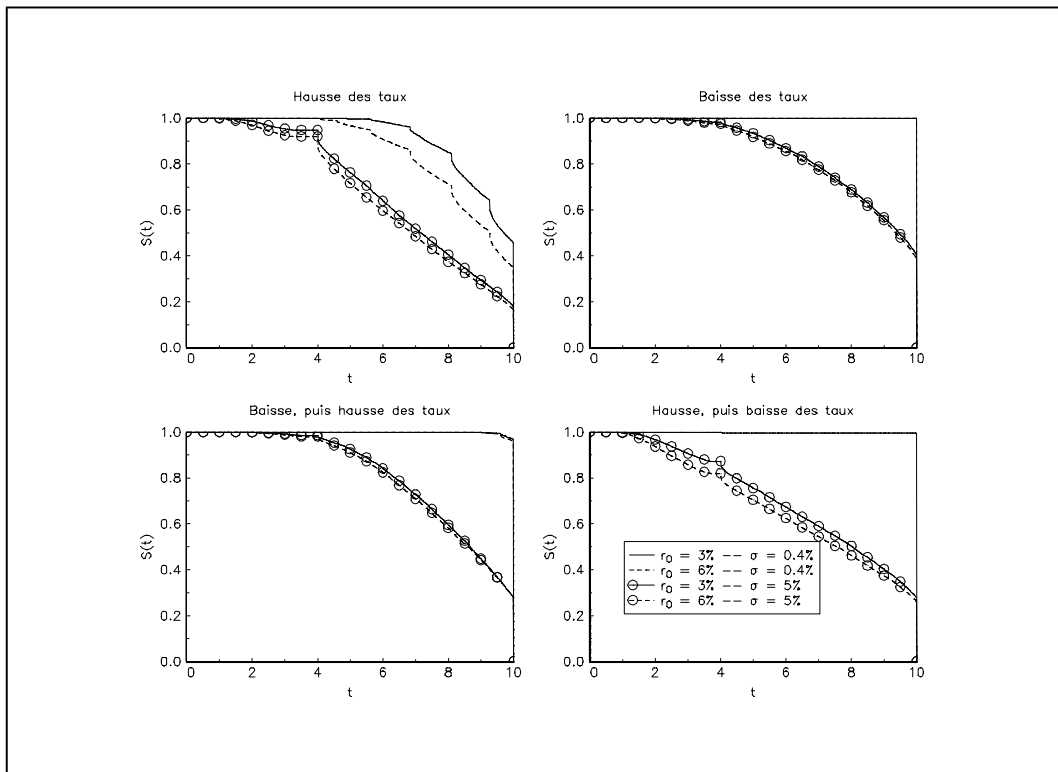 Hausse des taux
1.0
0.8
0.6
0.4
0.2
0.0
S(t)
0 2 4 6 8 10
t
Baisse des taux
1.0
0.8
0.6
0.4
0.2
0.0
S(t)
0 2 4 6 8 10
t
Baisse, puis hausse des taux
1.0
0.8
0.6
0.4
0.2
0.0
S(t)
0 2 4 6 8 10
t
Hausse, puis baisse des taux
1.0
0.8
0.6
0.4
0.2
0.0
S(t)
r0 = 3% –– σ = 0.4%
r0 = 6% –– σ = 0.4%
r0 = 3% –– σ = 5%
r0 = 6% –– σ = 5%
0 2 4 6 8 10
t